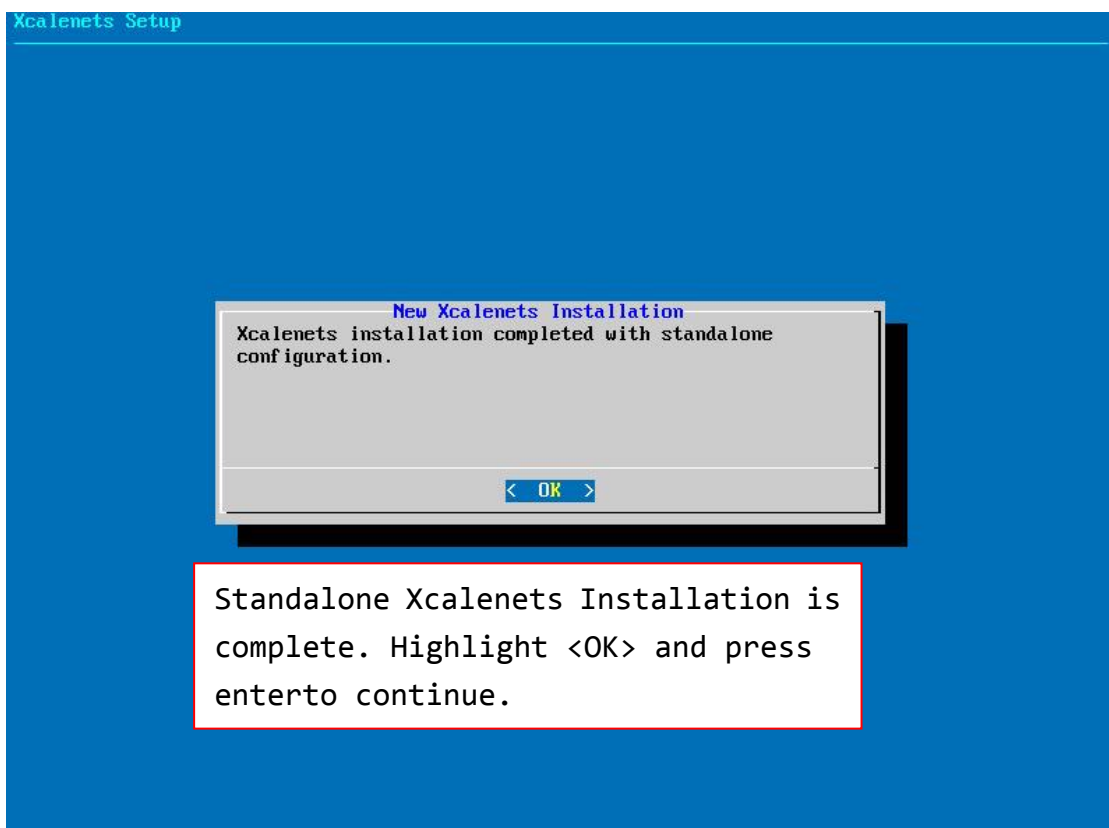 Xcalenets Setup
New Xcalenets Installation
Xcalenets installation completed with standalone
configuration.
< OK >
Standalone Xcalenets Installation is
complete. Highlight <OK> and press
enterto continue.